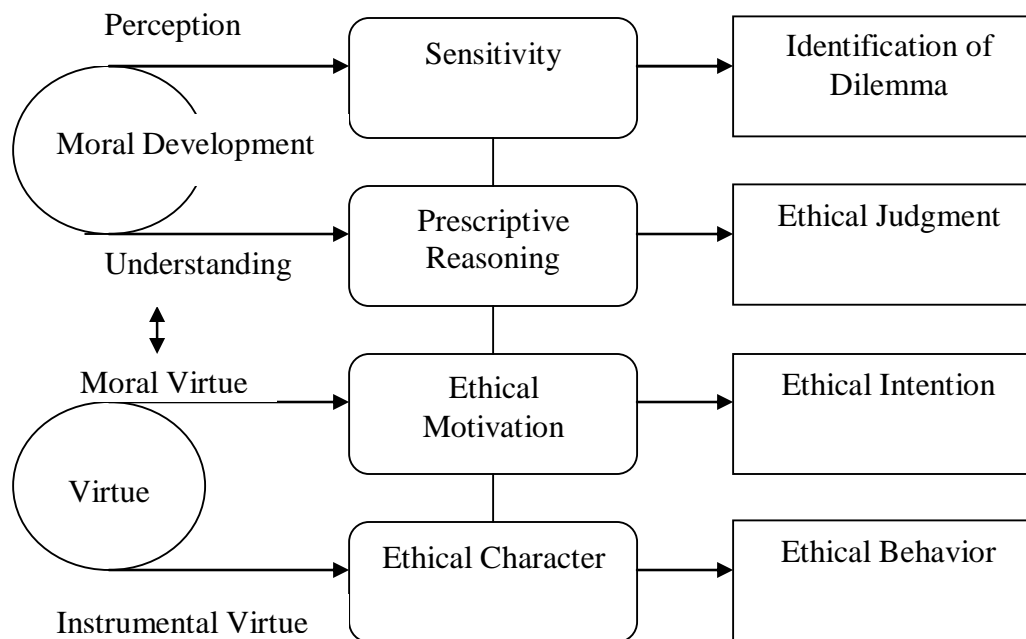 Perception
Sensitivity
Identification of
Dilemma
Moral Development
Understanding
Prescriptive
Reasoning
Ethical Judgment
Moral Virtue
Ethical
Motivation
Ethical Intention
Virtue
Instrumental Virtue
Ethical Character
Ethical Behavior